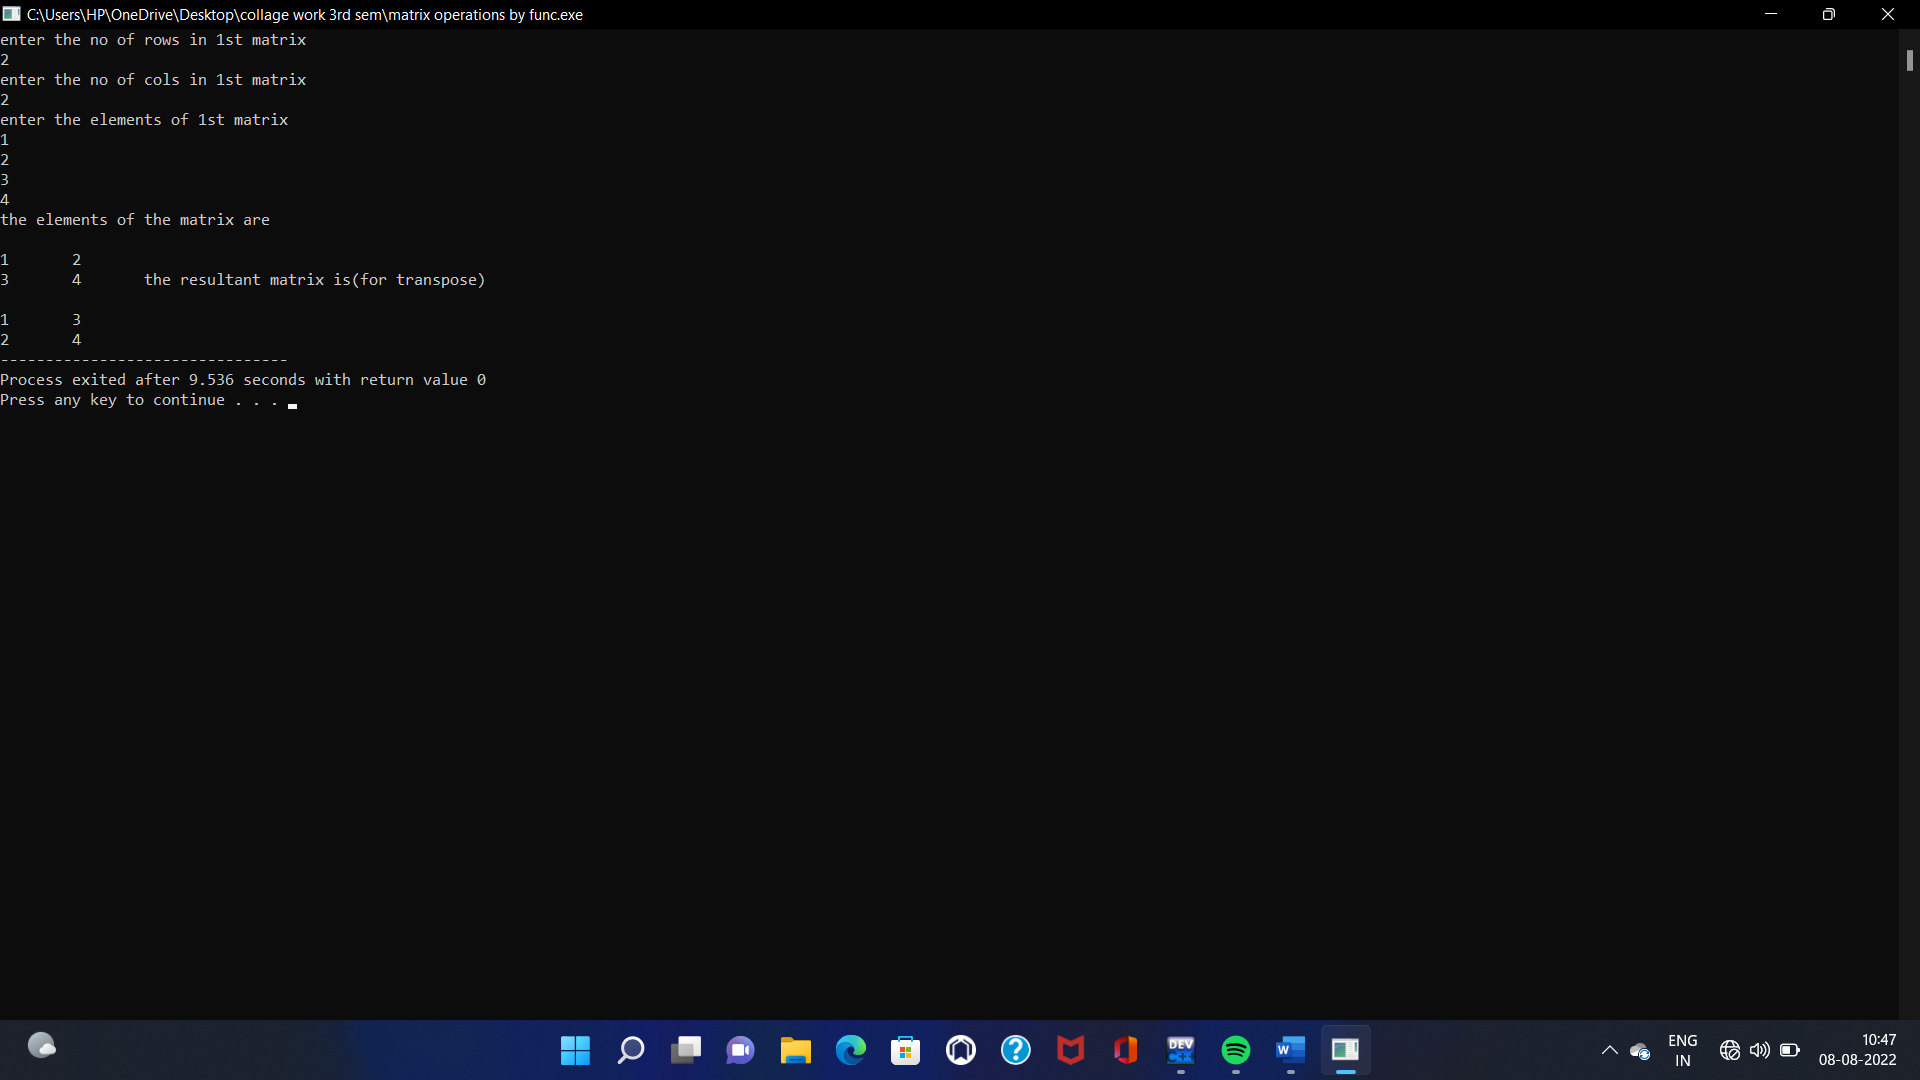 C:\Users\HP\OneDrive\Desktop\collage work 3rd sem\matrix operations by func.exe
enter the no of rows in 1st matrix
2
enter the no of cols in 1st matrix
2
enter the elements of 1st matrix
1
2
3
4
the elements of the matrix are
1 2
3 4 the resultant matrix is(for transpose)
1 3
2 4
--------------------------------
Process exited after 9.536 seconds with return value 0
Press any key to continue . . .
DEV
C++
W
ENG
IN
10:47
08-08-2022